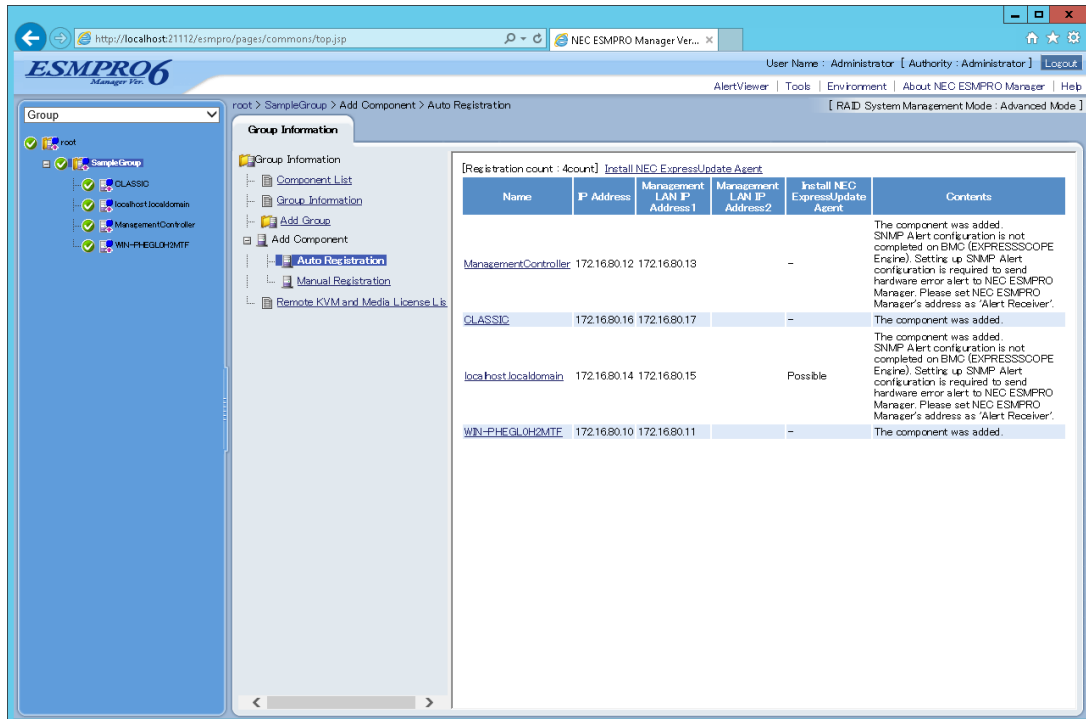 http://localhost:21112/esmpro/pages/commons/top.jsp
NEC ESMPRO Manager Ver...
ESMPRO6
Manager Ver.
User Name : Administrator [ Authority : Administrator ] Logout
AlertViewer | Tools | Environment | About NEC ESMPRO Manager | Help
Group
root
SampleGroup
CLASSIC
localhost.localdomain
ManagementController
WIN-PHEGL0H2MTF
root > SampleGroup > Add Component > Auto Registration
[ RAID System Management Mode : Advanced Mode ]
Group Information
Group Information
Component List
Group Information
Add Group
Add Component
Auto Registration
Manual Registration
Remote KVM and Media License Lis
[Registration count : 4count] Install NEC ExpressUpdate Agent
Name IP Address Management LAN IP Address1 Management LAN IP Address2 Install NEC ExpressUpdate Agent Contents
ManagementController 172.16.80.12 172.16.80.13 –
The component was added.
SNMP Alert configuration is not
completed on BMC (EXPRESSSCOPE
Engine). Setting up SNMP Alert
configuration is required to send
hardware error alert to NEC ESMPRO
Manager. Please set NEC ESMPRO
Manager's address as 'Alert Receiver'.
CLASSIC 172.16.80.16 172.16.80.17 – The component was added.
localhost.localdomain 172.16.80.14 172.16.80.15 Possible
The component was added.
SNMP Alert configuration is not
completed on BMC (EXPRESSSCOPE
Engine). Setting up SNMP Alert
configuration is required to send
hardware error alert to NEC ESMPRO
Manager. Please set NEC ESMPRO
Manager's address as 'Alert Receiver'.
WIN-PHEGL0H2MTF 172.16.80.10 172.16.80.11 – The component was added.